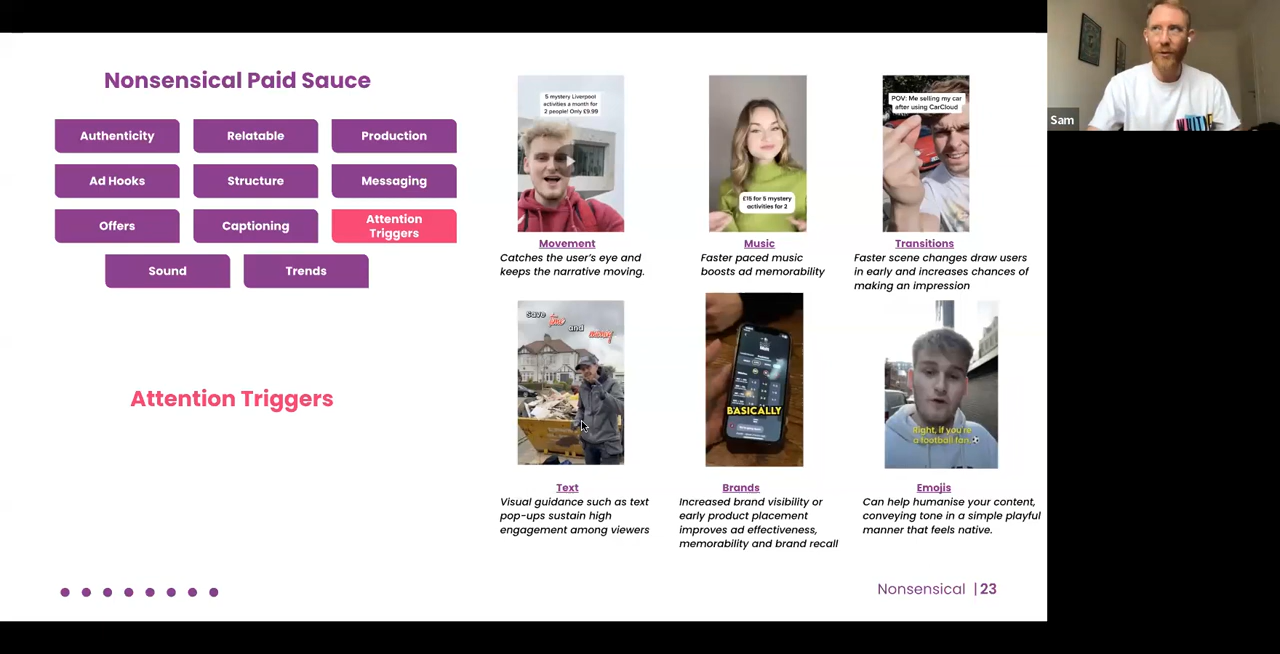 Nonsensical Paid Sauce
Authenticity
Relatable
Production
Ad Hooks
Structure
Messaging
Offers
Captioning
Attention
Triggers
Sound
Trends
Attention Triggers
5 mystery Liverpool
activities a month for
2 people! Only £9.99
Movement
Catches the user's eye and
keeps the narrative moving.
£15 for 5 mystery
activities for 2
Music
Faster paced music
boosts ad memorability
POV: Me selling my car
after using CarCloud
Transitions
Faster scene changes draw users
in early and increases chances of
making an impression
Save time and money
Text
Visual guidance such as text
pop-ups sustain high
engagement among viewers
BASICALLY
Brands
Increased brand visibility or
early product placement
improves ad effectiveness,
memorability and brand recall
Right, if you're
a football fan ⚽
Emojis
Can help humanise your content,
conveying tone in a simple playful
manner that feels native.
Nonsensical | 23
Sam